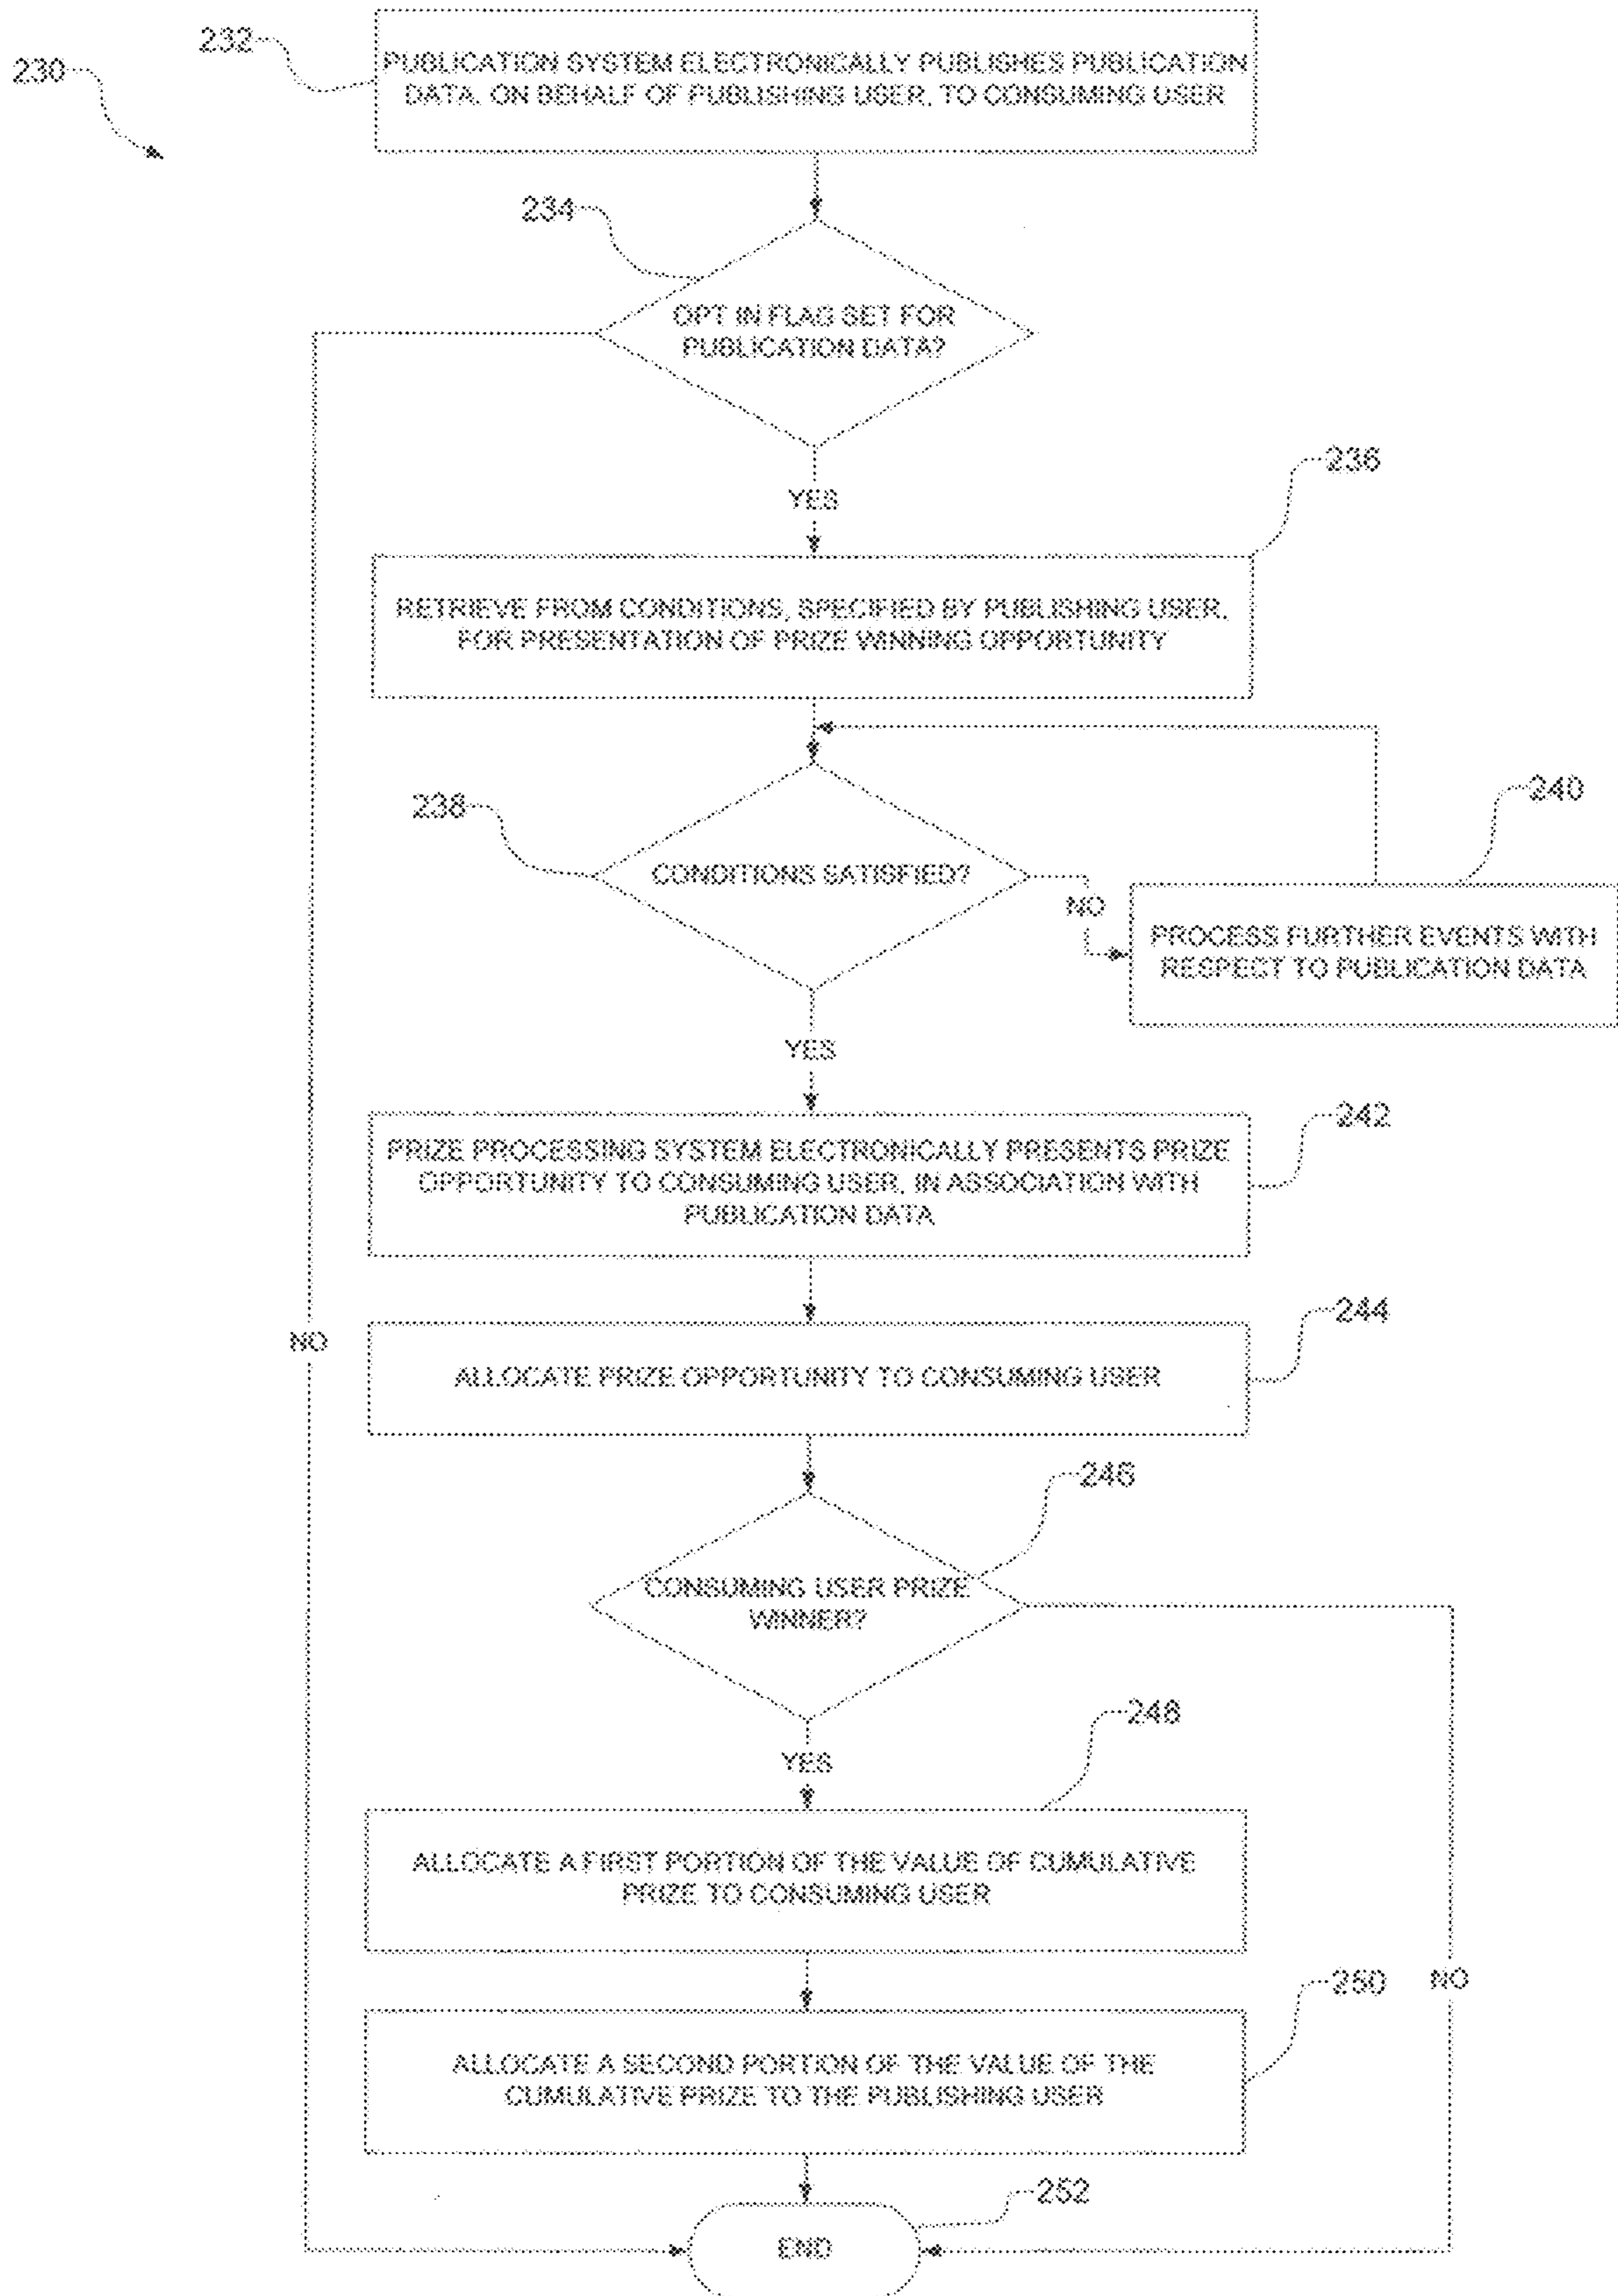 232
230
PUBLICATION SYSTEM ELECTRONICALLY PUBLISHES PUBLICATION
DATA, ON BEHALF OF PUBLISHING USER, TO CONSUMING USER
234
OPT IN FLAG SET FOR
PUBLICATION DATA?
YES
236
RETRIEVE FROM CONDITIONS, SPECIFIED BY PUBLISHING USER,
FOR PRESENTATION OF PRIZE WINNING OPPORTUNITY
238
CONDITIONS SATISFIED?
NO
240
PROCESS FURTHER EVENTS WITH
RESPECT TO PUBLICATION DATA
YES
242
PRIZE PROCESSING SYSTEM ELECTRONICALLY PRESENTS PRIZE
OPPORTUNITY TO CONSUMING USER, IN ASSOCIATION WITH
PUBLICATION DATA
244
NO
ALLOCATE PRIZE OPPORTUNITY TO CONSUMING USER
246
CONSUMING USER PRIZE
WINNER?
248
YES
ALLOCATE A FIRST PORTION OF THE VALUE OF CUMULATIVE
PRIZE TO CONSUMING USER
250
NO
ALLOCATE A SECOND PORTION OF THE VALUE OF THE
CUMULATIVE PRIZE TO THE PUBLISHING USER
252
END